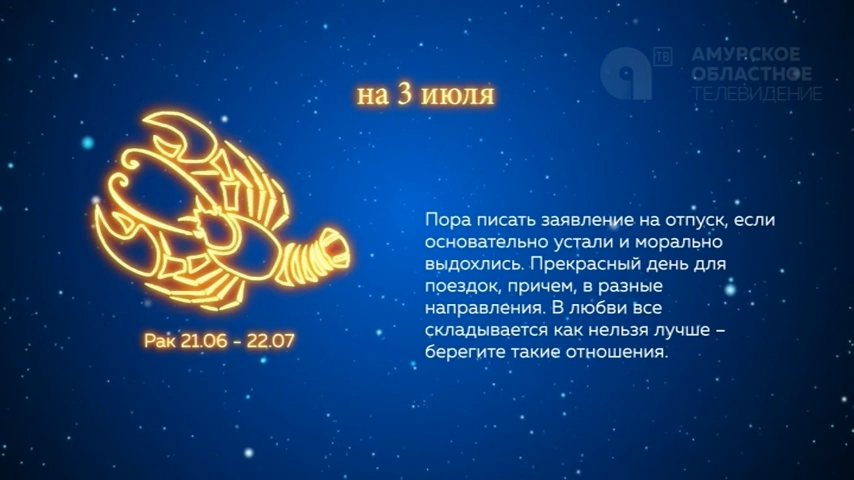 ТВ
АМУРСКОЕ
ОБЛАСТНОЕ
ТЕЛЕВИДЕНИЕ
на 3 июля
Пора писать заявление на отпуск, если
основательно устали и морально
выдохлись. Прекрасный день для
поездок, причем, в разные
направления. В любви все
складывается как нельзя лучше –
берегите такие отношения.
Рак 21.06 - 22.07